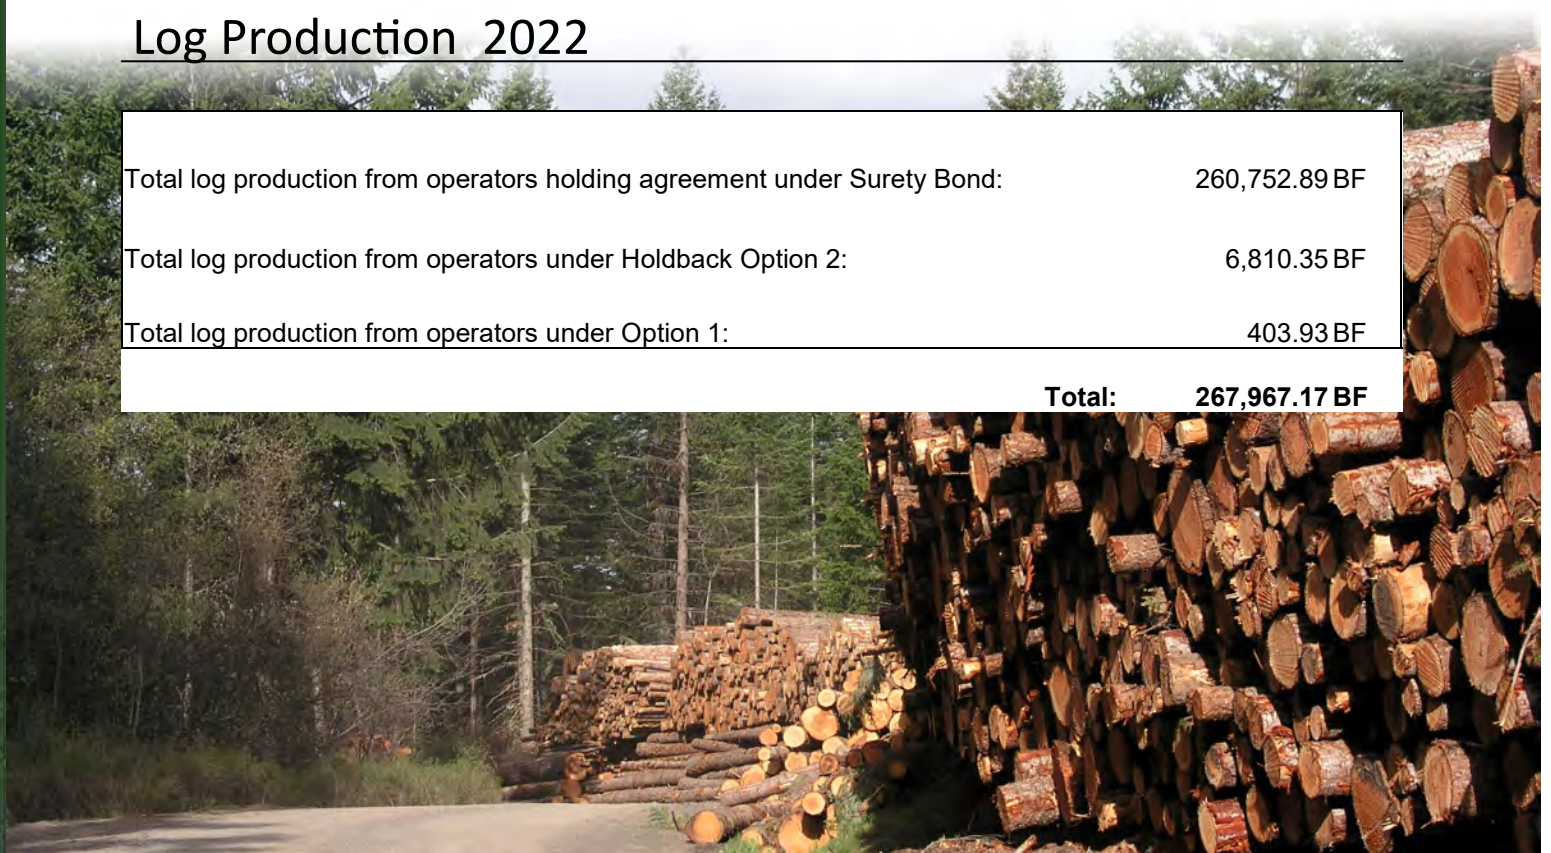 Log Production 2022
Total log production from operators holding agreement under Surety Bond: 260,752.89 BF
Total log production from operators under Holdback Option 2: 6,810.35 BF
Total log production from operators under Option 1: 403.93 BF
Total: 267,967.17 BF